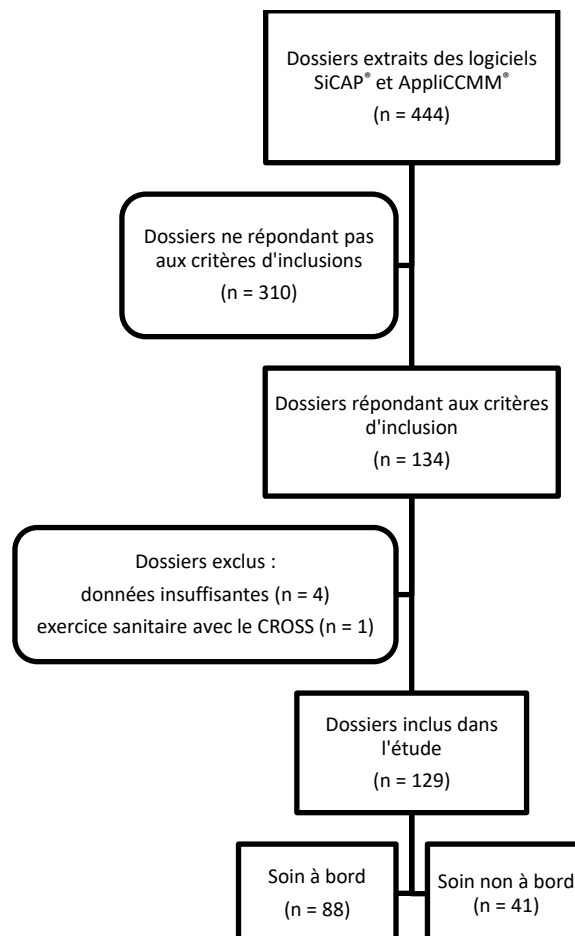 Dossiers extraits des logiciels
SiCAP® et AppliCCMM®
(n = 444)
Dossiers ne répondant pas
aux critères d'inclusions
(n = 310)
Dossiers répondant aux critères
d'inclusion
(n = 134)
Dossiers exclus :
données insuffisantes (n = 4)
exercice sanitaire avec le CROSS (n = 1)
Dossiers inclus dans
l'étude
(n = 129)
Soin à bord
(n = 88)
Soin non à bord
(n = 41)